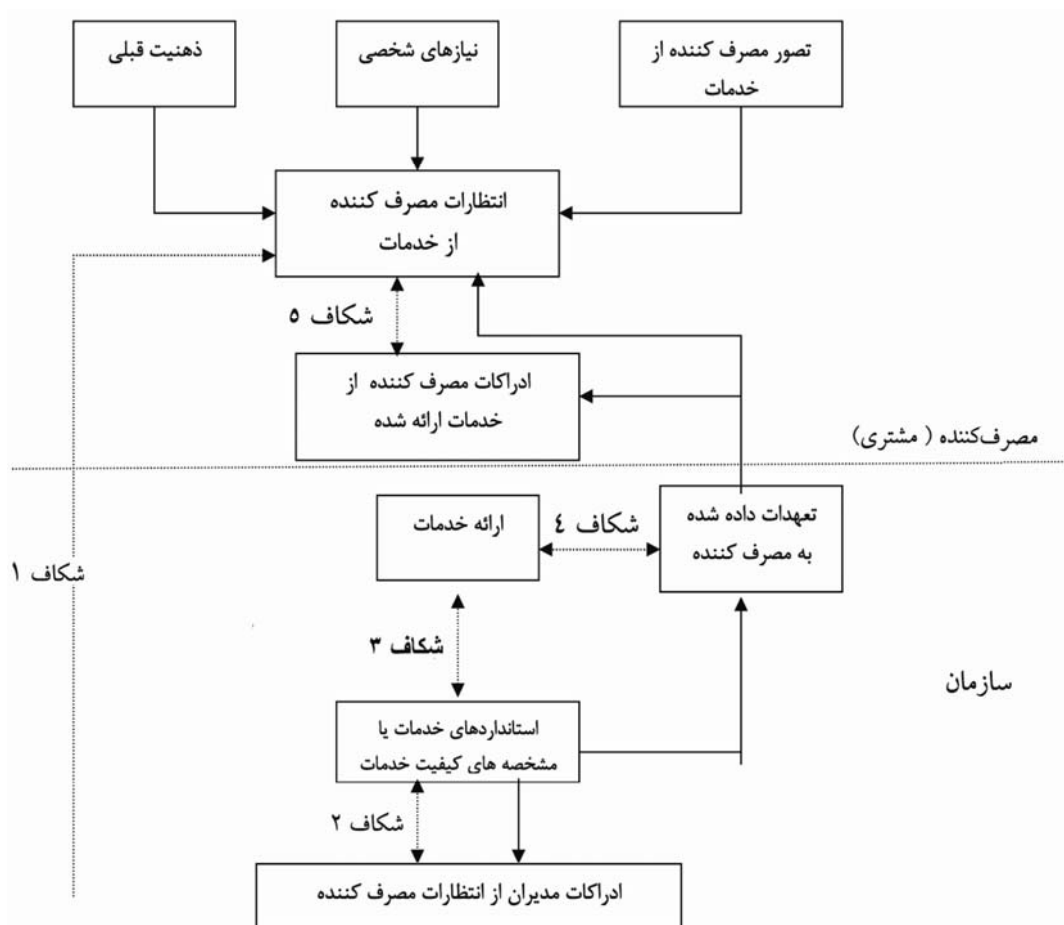 تصور مصرف کننده از
خدمات
نیازهای شخصی
ذهنیت قبلی
انتظارات مصرف کننده
از خدمات
شکاف ۵
ادراکات مصرف کننده از
خدمات ارائه شده
مصرف‌کننده ( مشتری)
تعهدات داده شده
به مصرف کننده
شکاف ٤
ارائه خدمات
شکاف ۱
شکاف ۳
سازمان
استانداردهای خدمات یا
مشخصه های کیفیت خدمات
شکاف ۲
ادراکات مدیران از انتظارات مصرف کننده